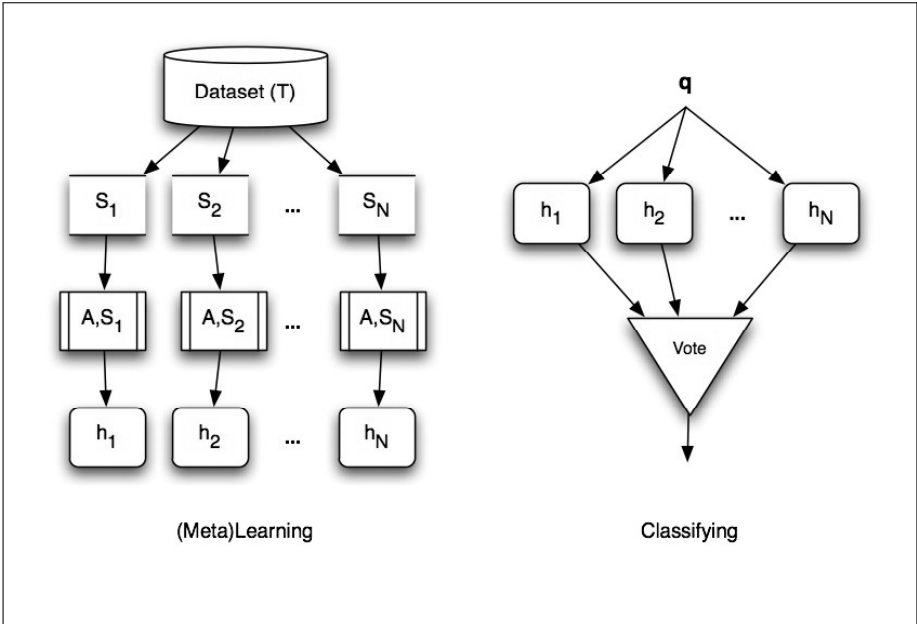 Dataset (T)
S1 S2 ... SN
A,S1 A,S2 ... A,SN
h1 h2 ... hN
(Meta)Learning
q
h1 h2 ... hN
Vote
Classifying